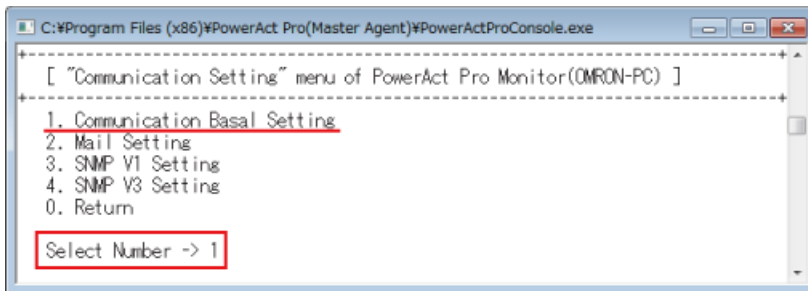 C:¥Program Files (x86)¥PowerAct Pro(Master Agent)¥PowerActProConsole.exe
+------------------------------------------------------------------------------+
[ "Communication Setting" menu of PowerAct Pro Monitor(OMRON-PC) ]
+------------------------------------------------------------------------------+
1. Communication Basal Setting
2. Mail Setting
3. SNMP V1 Setting
4. SNMP V3 Setting
0. Return
Select Number -> 1